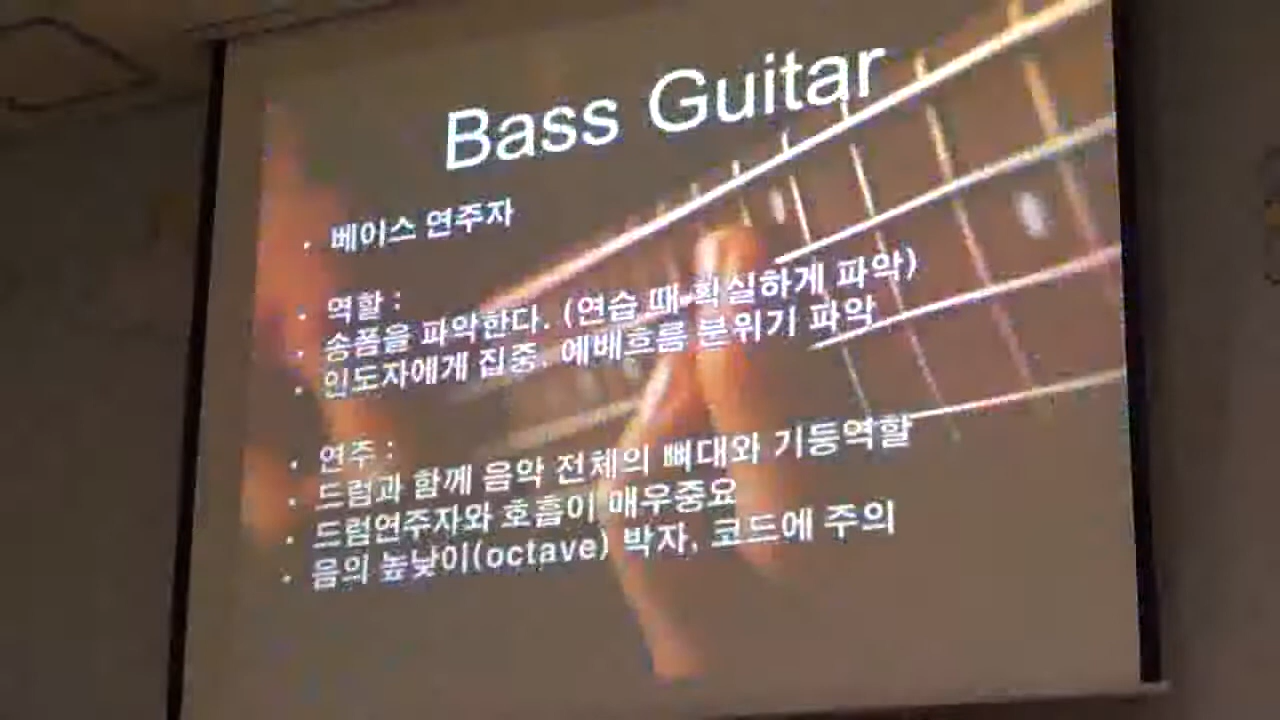 Bass Guitar
· 베이스 연주자
· 역할 :
· 송폼을 파악한다. (연습 때 확실하게 파악)
· 인도자에게 집중. 예배흐름 분위기 파악
· 연주 :
· 드럼과 함께 음악 전체의 뼈대와 기둥역할
· 드럼연주자와 호흡이 매우중요
· 음의 높낮이(octave) 박자, 코드에 주의